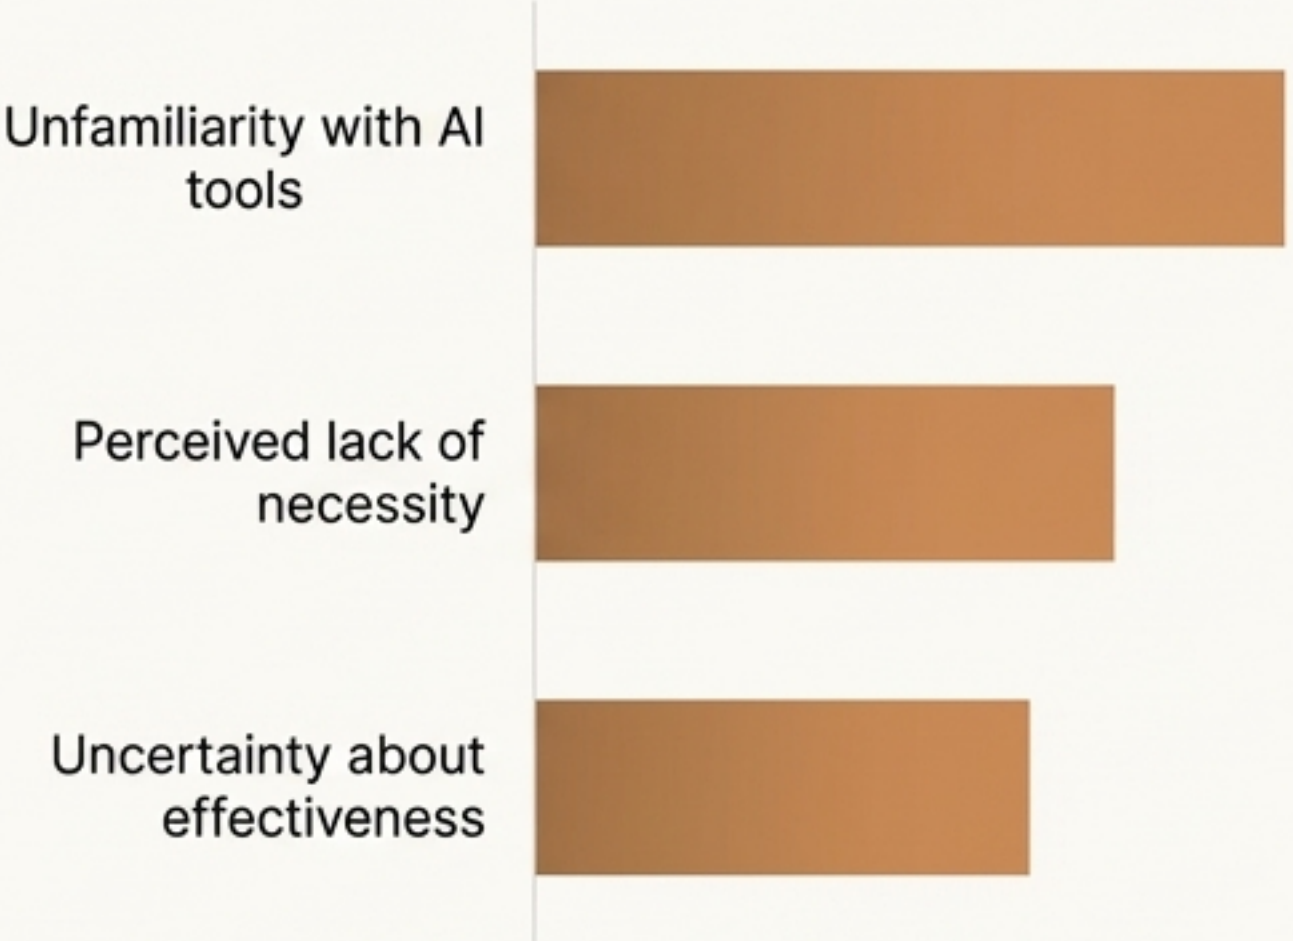 Unfamiliarity with AI
tools
Perceived lack of
necessity
Uncertainty about
effectiveness